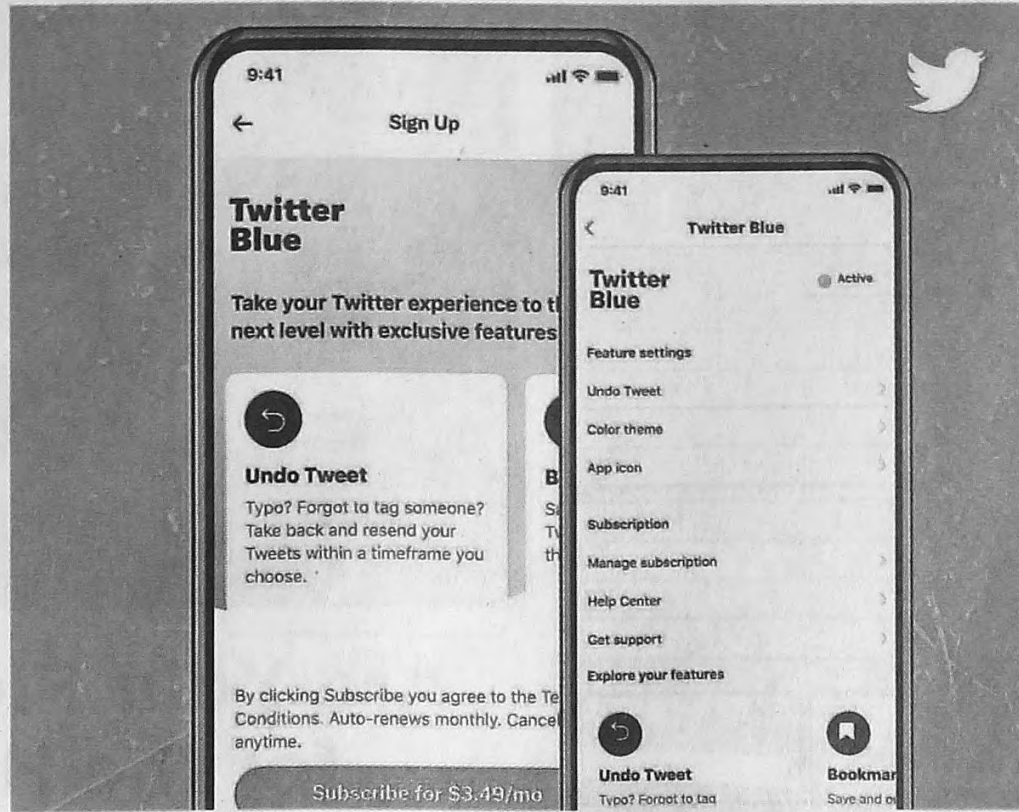 9:41
Sign Up
Twitter
Blue
Take your Twitter experience to
next level with exclusive features
Undo Tweet
Typo? Forgot to tag someone?
Take back and resend your
Tweets within a timeframe you
choose.
By clicking Subscribe you agree to the
Conditions. Auto-renews monthly. Cancel
anytime.
Subscribe for $3.49/mo
9:41
Twitter Blue
Twitter
Blue
Active
Feature settings
Undo Tweet
Color theme
App icon
Subscription
Manage subscription
Help Center
Get support
Explore your features
Undo Tweet
Typo? Forgot to tag
Bookmar
Save and